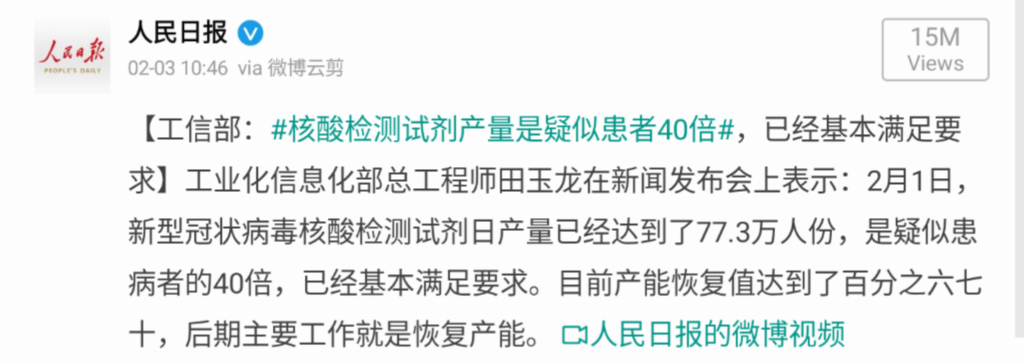 人民日报
人民日报
PEOPLE'S DAILY
02-03 10:46 via 微博云剪
15M
Views
【工信部：#核酸检测试剂产量是疑似患者40倍#，已经基本满足要
求】工业化信息化部总工程师田玉龙在新闻发布会上表示：2月1日，
新型冠状病毒核酸检测试剂日产量已经达到了77.3万人份，是疑似患
病者的40倍，已经基本满足要求。目前产能恢复值达到了百分之六七
十，后期主要工作就是恢复产能。 人民日报的微博视频